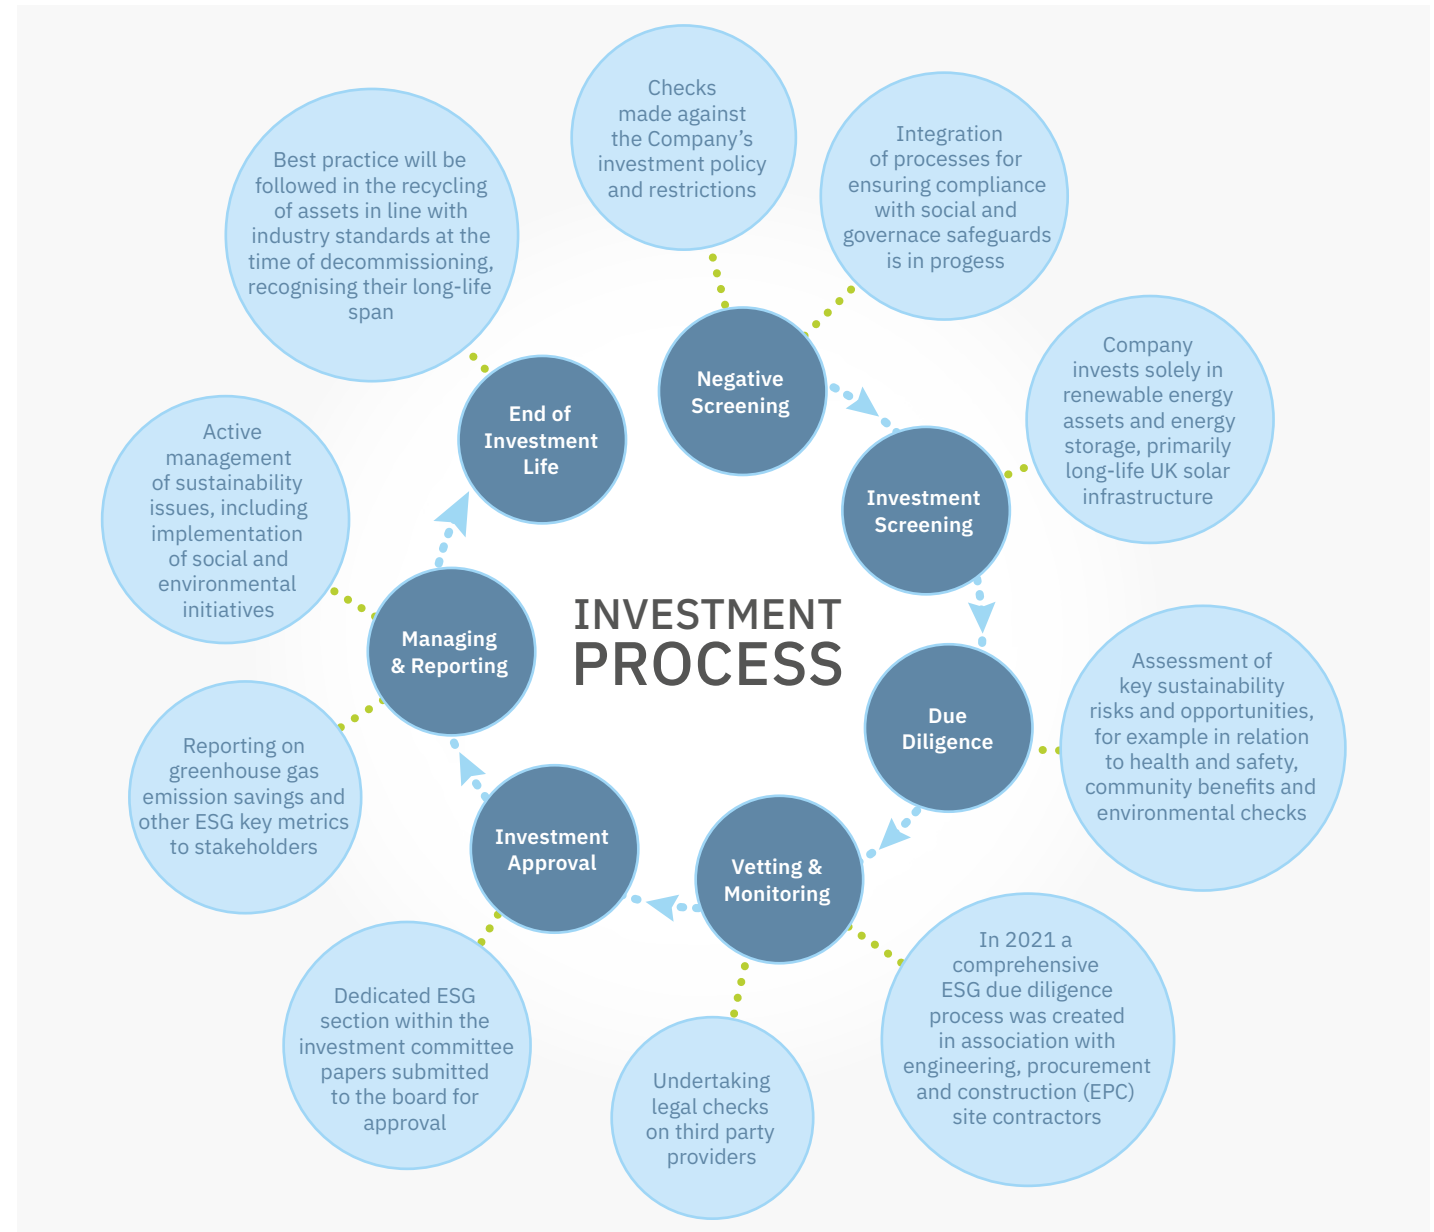 INVESTMENT
PROCESS
Negative
Screening
Checks
made against
the Company’s
investment policy
and restrictions
Integration
of processes for
ensuring compliance
with social and
governace safeguards
is in progess
Investment
Screening
Company
invests solely in
renewable energy
assets and energy
storage, primarily
long-life UK solar
infrastructure
Due
Diligence
Assessment of
key sustainability
risks and opportunities,
for example in relation
to health and safety,
community benefits and
environmental checks
Vetting &
Monitoring
In 2021 a
comprehensive
ESG due diligence
process was created
in association with
engineering, procurement
and construction (EPC)
site contractors
Undertaking
legal checks
on third party
providers
Investment
Approval
Dedicated ESG
section within the
investment committee
papers submitted
to the board for
approval
Managing
& Reporting
Reporting on
greenhouse gas
emission savings and
other ESG key metrics
to stakeholders
Active
management
of sustainability
issues, including
implementation
of social and
environmental
initiatives
End of
Investment
Life
Best practice will be
followed in the recycling
of assets in line with
industry standards at the
time of decommissioning,
recognising their long-life
span